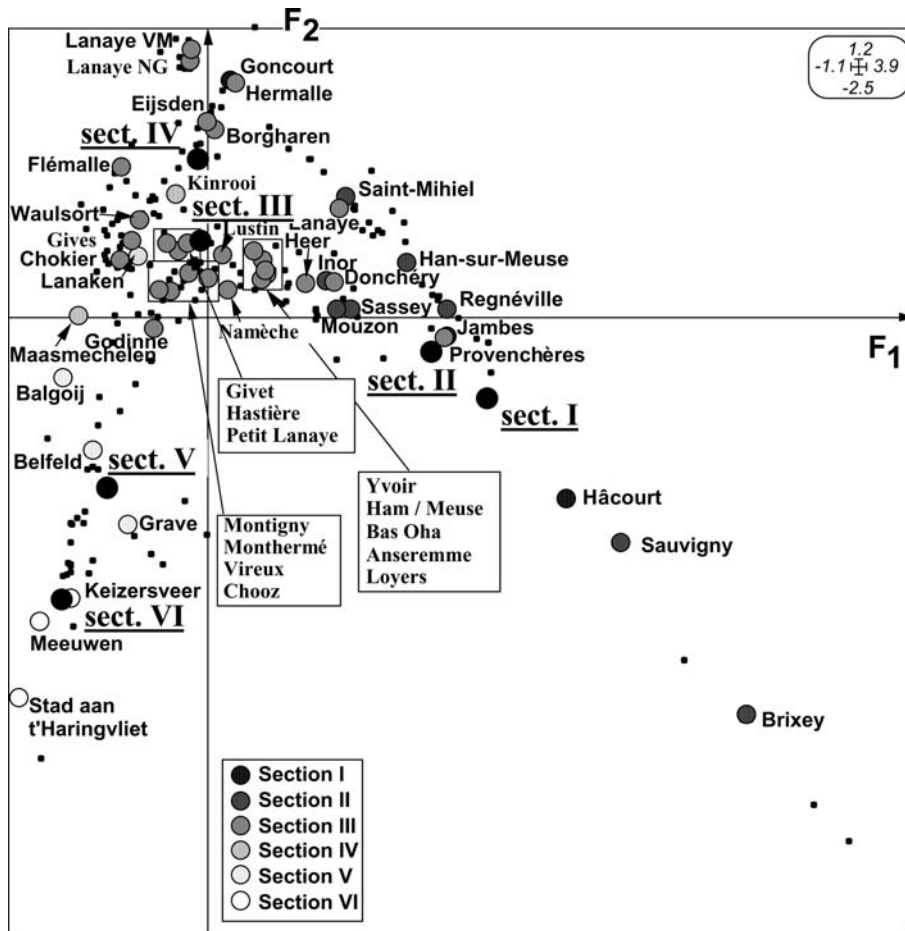 F2
Lanaye VM
Lanaye NG
Goncourt
Hermalle
1.2
-1.1 3.9
-2.5
Eijsden
sect. IV
Borgharen
Flémalle
Kinrooi
Saint-Mihiel
Waulsort
sect. III
Lustin
Lanaye
Gives
Heer
Chokier
Inor
Han-sur-Meuse
Lanaken
Donchéry
Sassey
Regnéville
Mouzon
Namèche
Jambes
Godinne
Maasmechelen
Provenchères
F1
Balgoij
sect. II
sect. I
Givet
Hastière
Petit Lanaye
Belfeld
sect. V
Yvoir
Ham / Meuse
Bas Oha
Anseremme
Loyers
Hâcourt
Grave
Montigny
Monthermé
Vireux
Chooz
Sauvigny
Keizersveer
sect. VI
Meeuwen
Stad aan
t'Haringvliet
Brixey
Section I
Section II
Section III
Section IV
Section V
Section VI